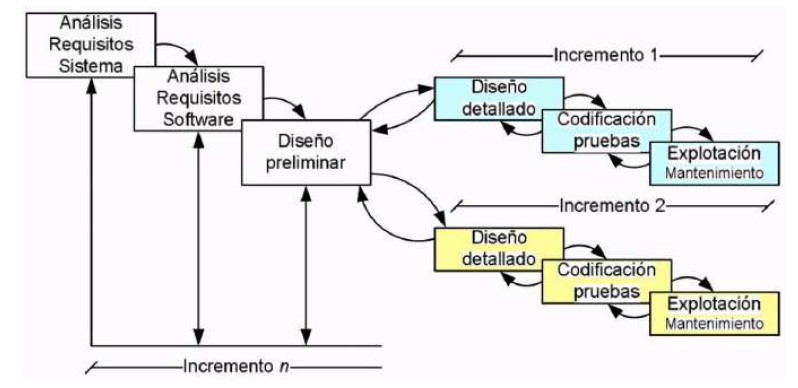 Análisis
Requisitos
Sistema
Análisis
Requisitos
Software
Diseño
preliminar
Incremento 1
Diseño
detallado
Codificación
pruebas
Explotación
Mantenimiento
Incremento 2
Diseño
detallado
Codificación
pruebas
Explotación
Mantenimiento
Incremento n